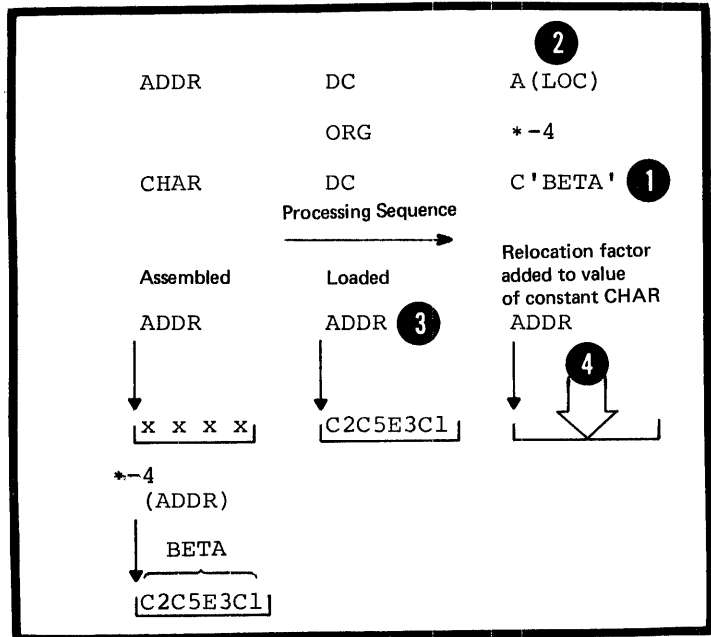 2
ADDR DC A(LOC)
ORG *-4
CHAR DC C'BETA' 1
Processing Sequence
Relocation factor
added to value
of constant CHAR
Assembled Loaded
ADDR ADDR 3 ADDR
4
x x x x C2C5E3C1
*-4
(ADDR)
BETA
C2C5E3C1